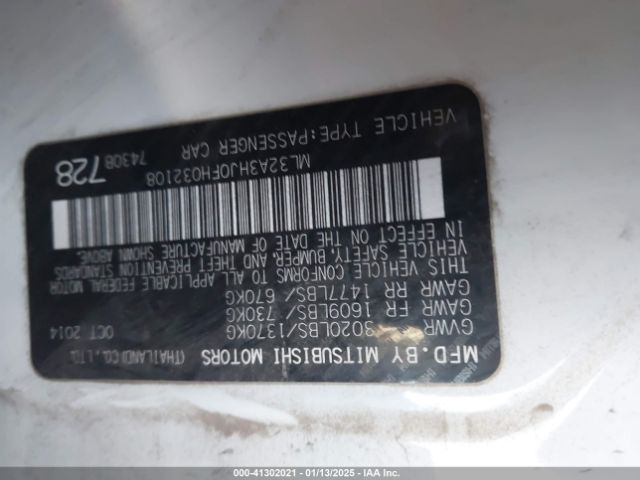 MFD. BY MITSUBISHI MOTORS
(THAILAND) CO., LTD.
OCT 2014
GVWR 3020LBS/1370KG
GAWR FR 1609LBS/ 730KG
GAWR RR 1477LBS/ 670KG
THIS VEHICLE CONFORMS TO ALL APPLICABLE FEDERAL MOTOR
VEHICLE SAFETY, BUMPER, AND THEFT PREVENTION STANDARDS
IN EFFECT ON THE DATE OF MANUFACTURE SHOWN ABOVE.
ML32A3HJ0FH032108
74308 728
VEHICLE TYPE:PASSENGER CAR
000-41302021 - 01/13/2025 - IAA Inc.